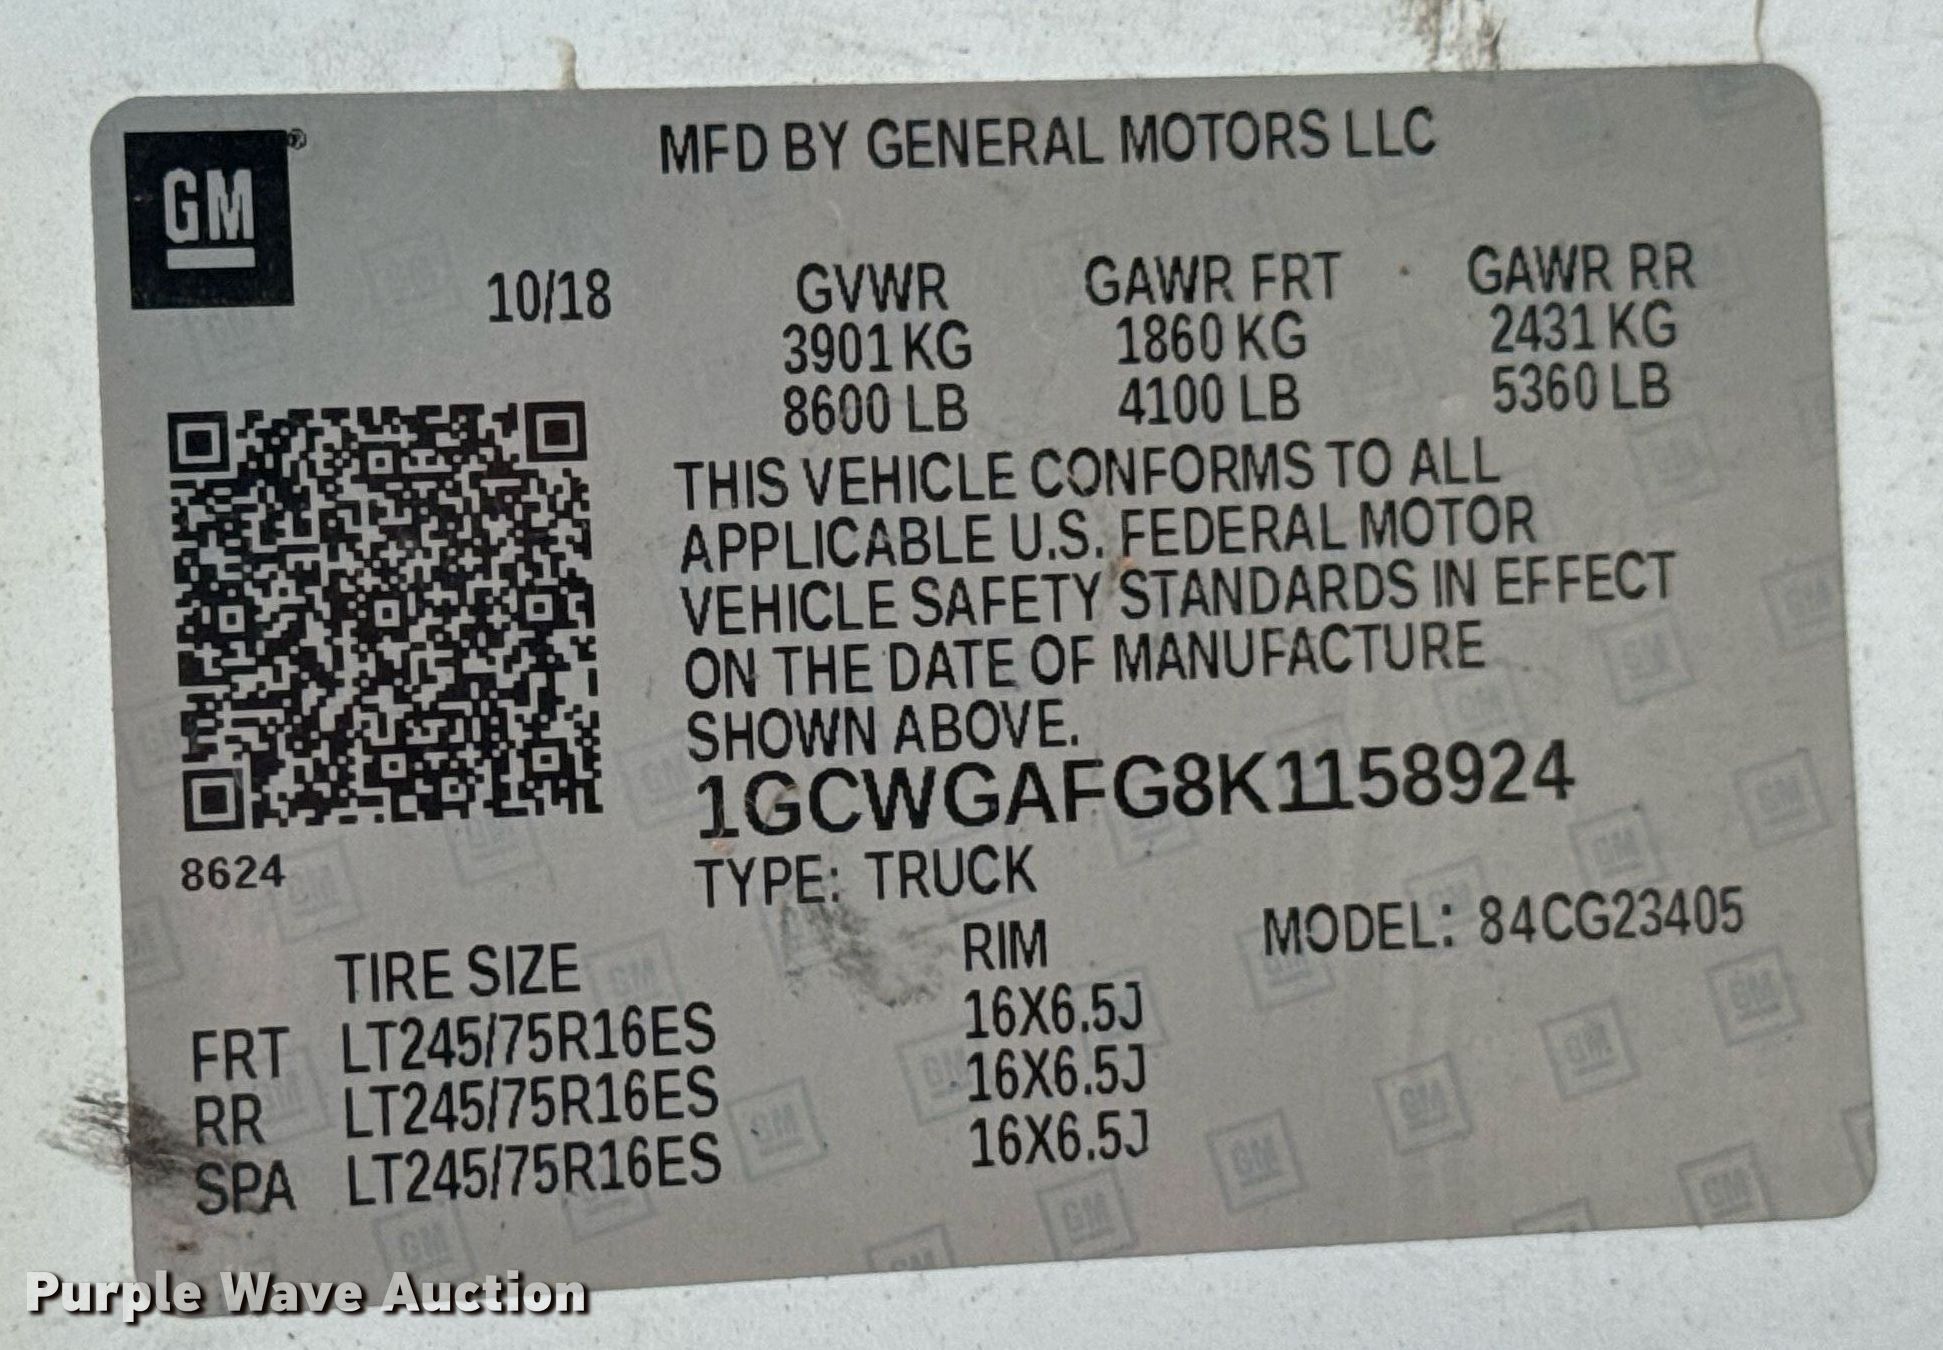 GM®
MFD BY GENERAL MOTORS LLC
10/18
GVWR GAWR FRT GAWR RR
3901 KG 1860 KG 2431 KG
8600 LB 4100 LB 5360 LB
THIS VEHICLE CONFORMS TO ALL
APPLICABLE U.S. FEDERAL MOTOR
VEHICLE SAFETY STANDARDS IN EFFECT
ON THE DATE OF MANUFACTURE
SHOWN ABOVE.
1GCWGAFG8K1158924
8624
TYPE: TRUCK
MODEL: 84CG23405
TIRE SIZE RIM
FRT LT245/75R16ES 16X6.5J
RR LT245/75R16ES 16X6.5J
SPA LT245/75R16ES 16X6.5J
Purple Wave Auction